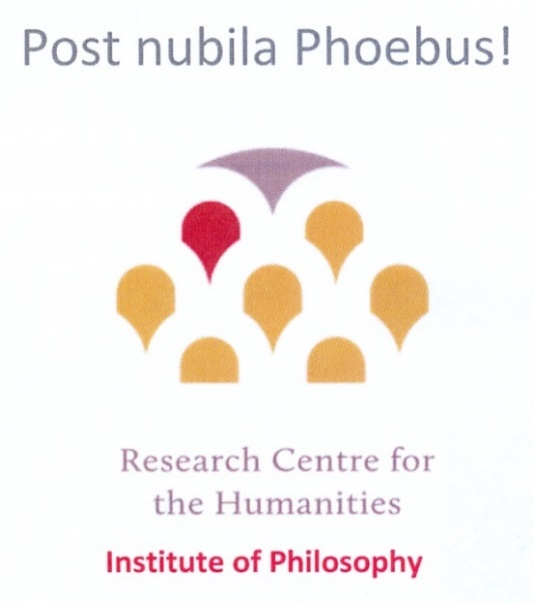 Post nubila Phoebus!
Research Centre for
the Humanities
Institute of Philosophy